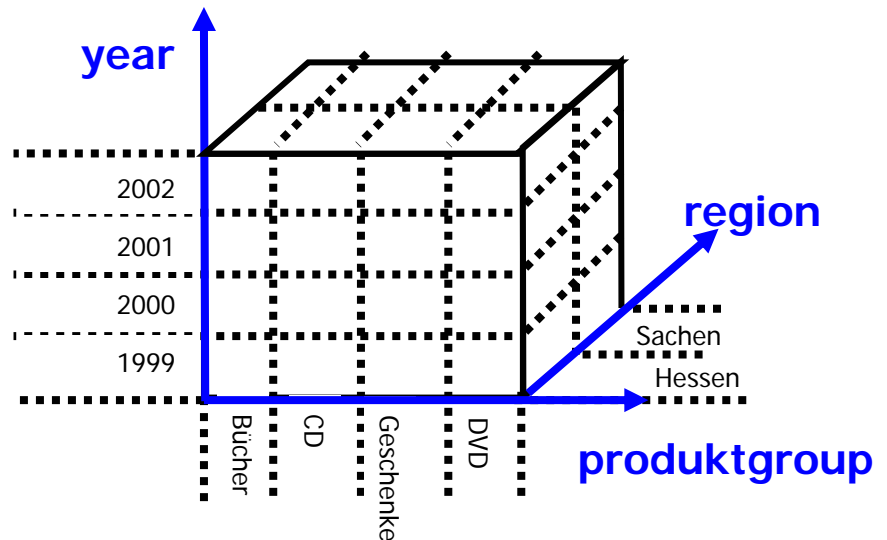 year
2002
2001
2000
1999
region
Sachen
Hessen
Bücher
CD
Geschenke
DVD
produktgroup